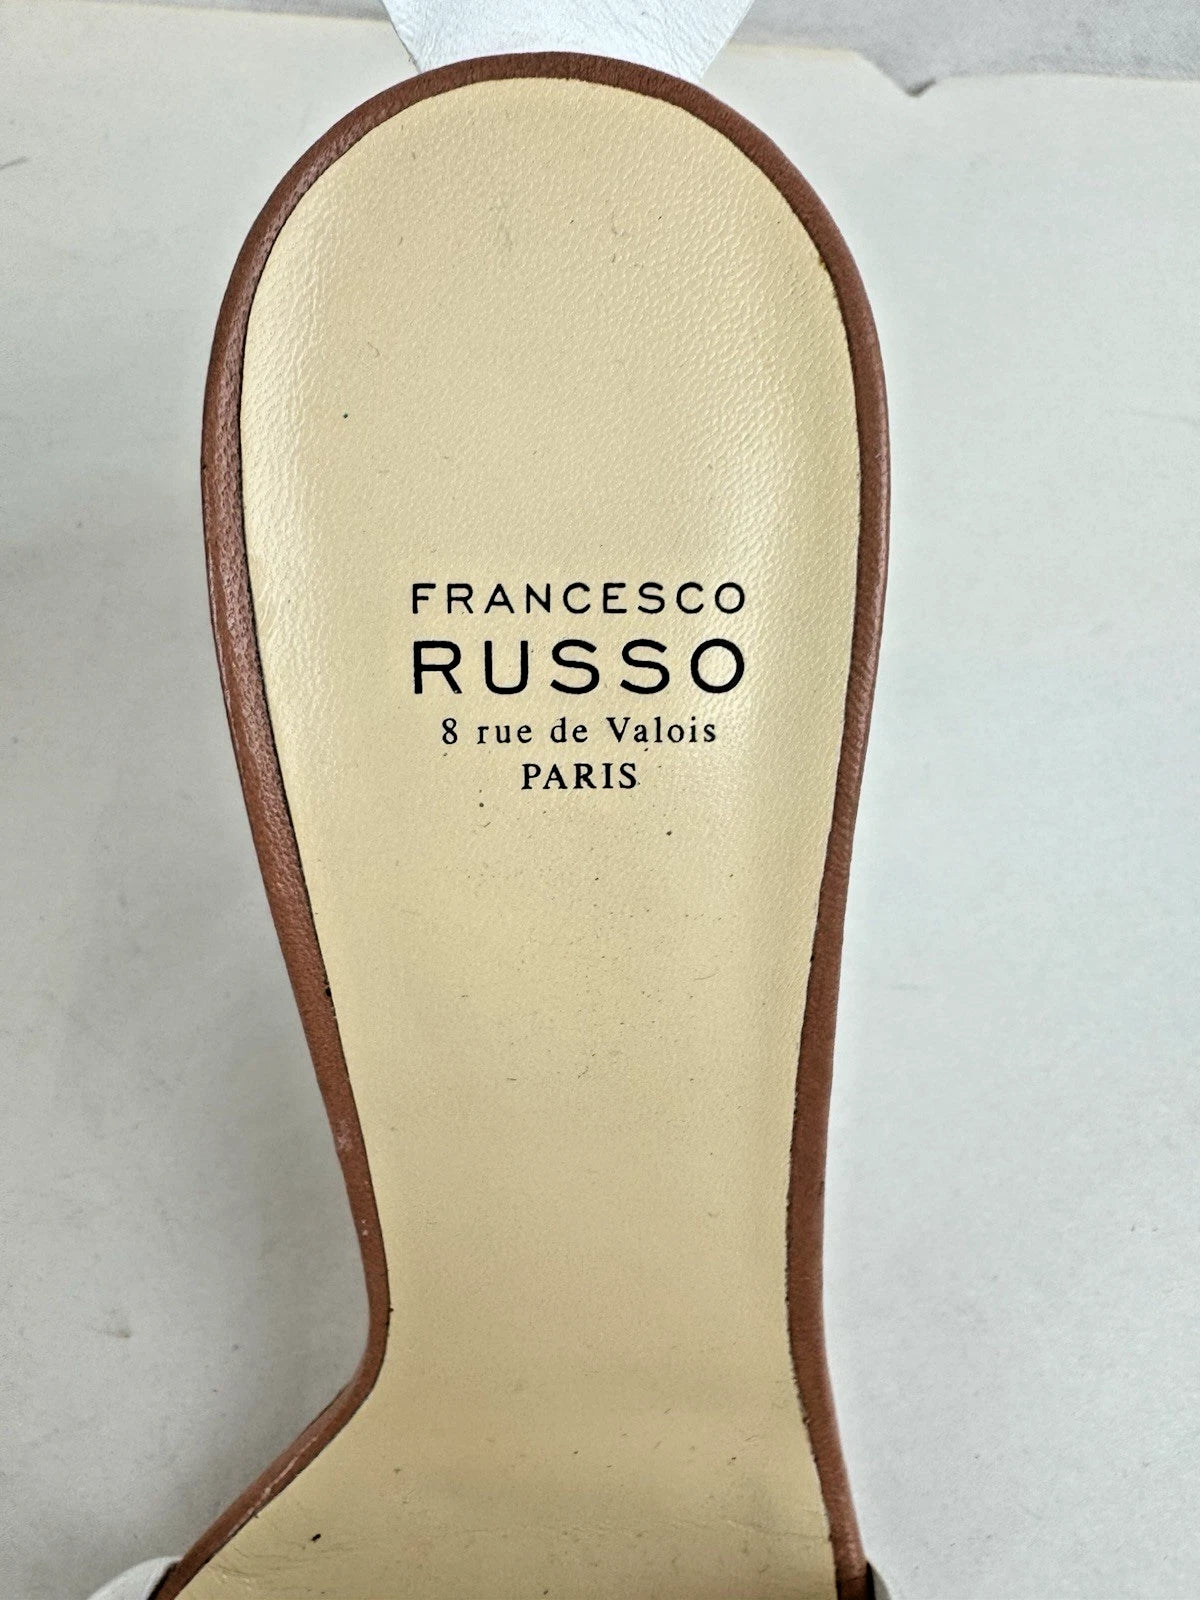 FRANCESCO
RUSSO
8 rue de Valois
PARIS